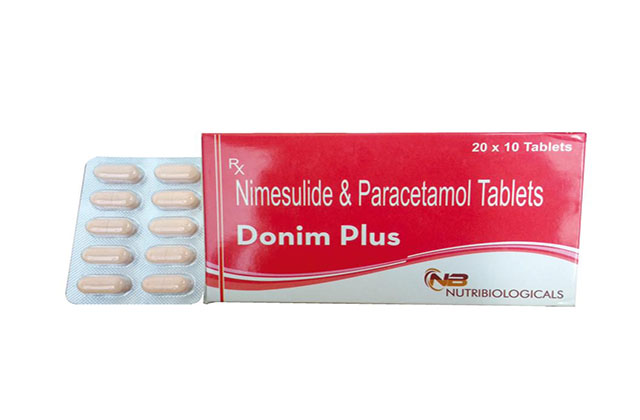 20 x 10 Tablets
Rx
Nimesulide & Paracetamol Tablets
Donim Plus
NB
NUTRIBIOLOGICALS